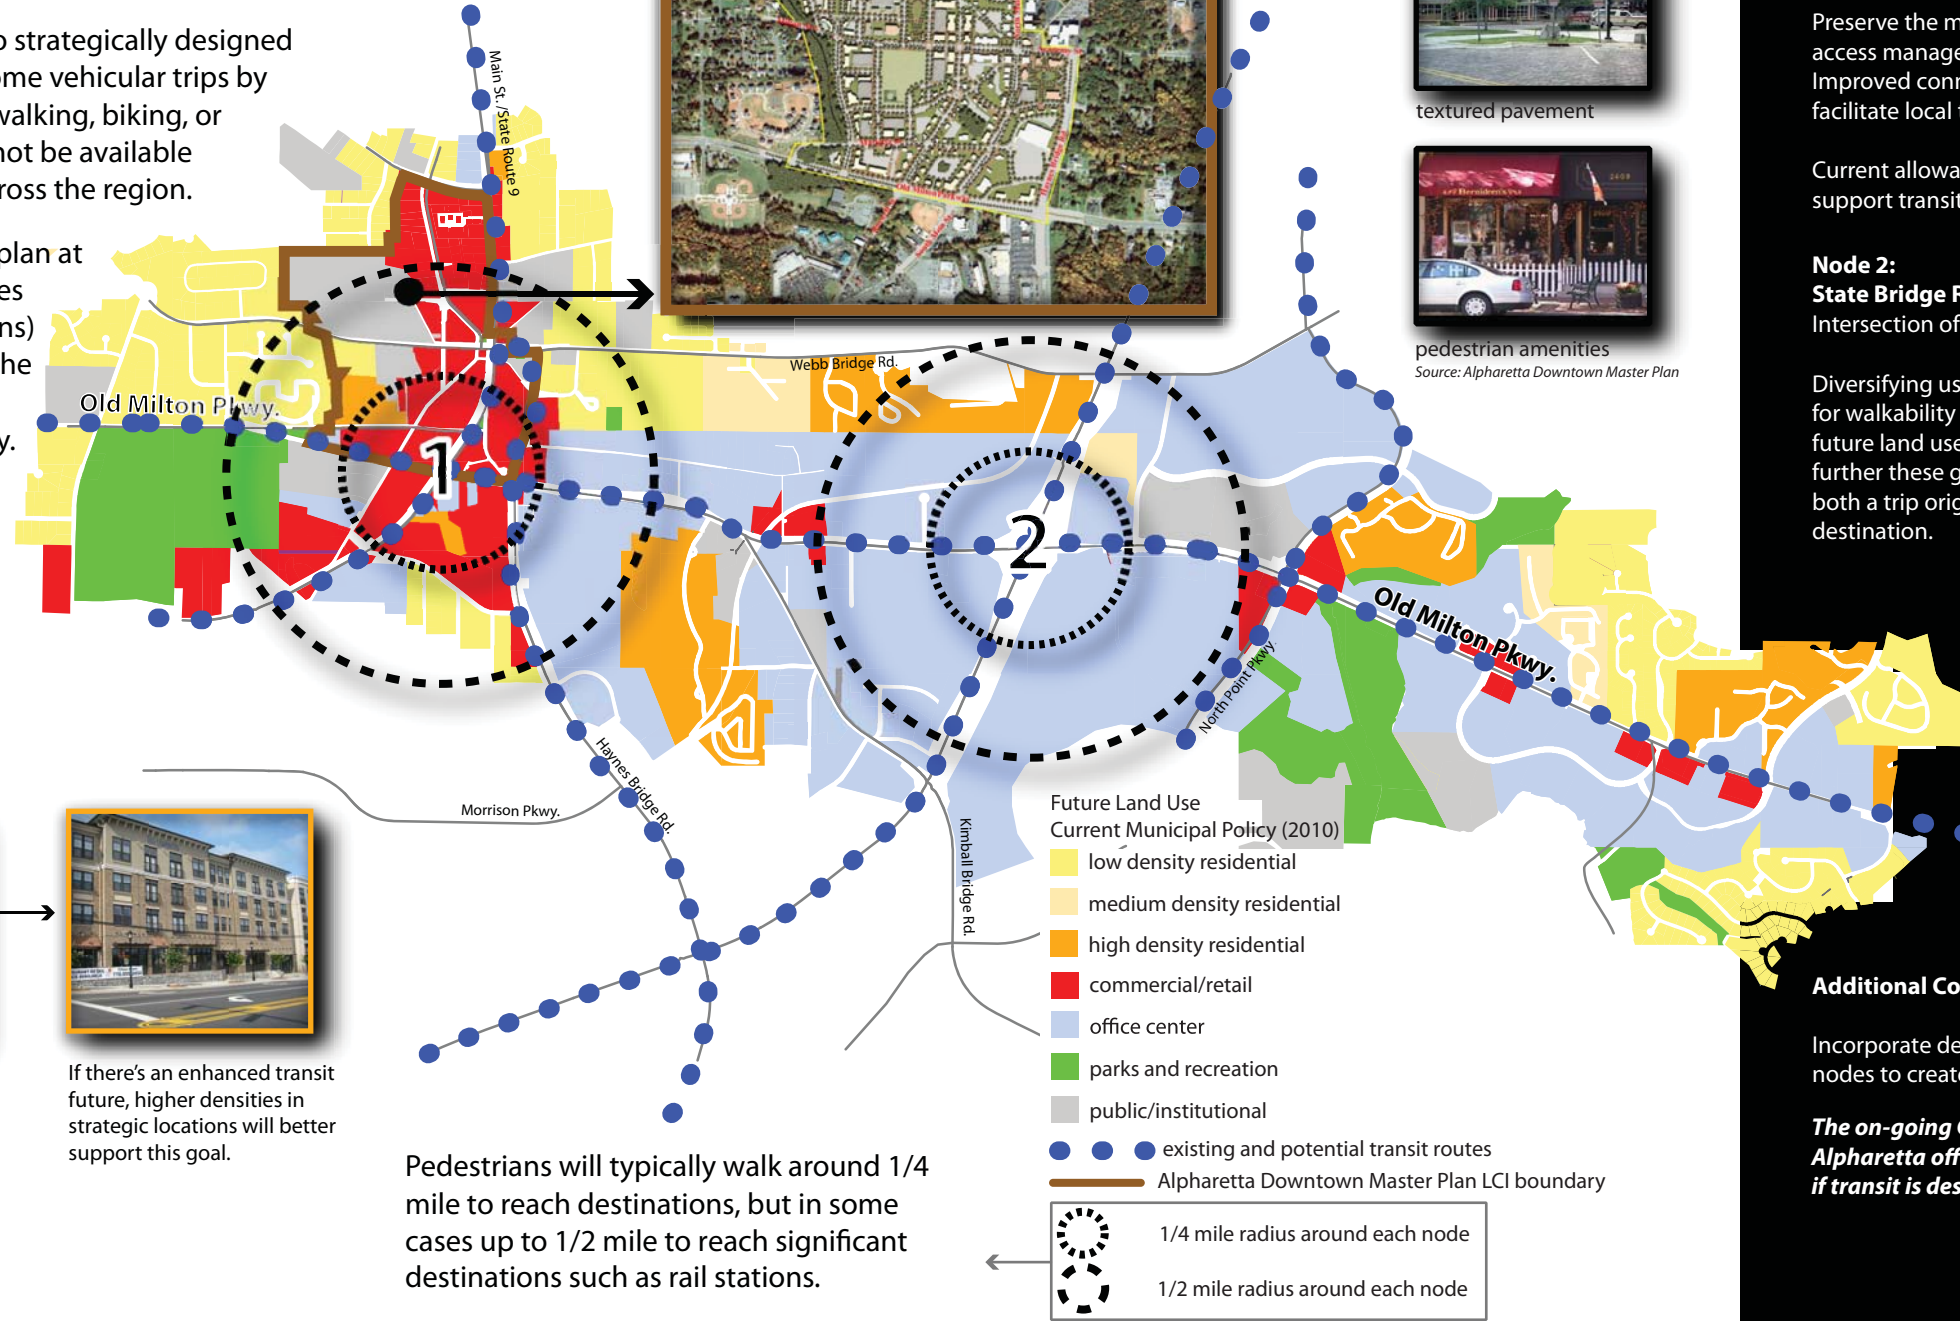 o strategically designed
ome vehicular trips by
walking, biking, or
not be available
cross the region.
plan at
es
ns)
he
y.
Main St. /State Route 9
Old Milton Pkwy.
Webb Bridge Rd.
Old Milton Pkwy.
1
2
Old Milton Pkwy.
North Point Pkwy.
Haynes Bridge Rd.
Morrison Pkwy.
Kimball Bridge Rd.
textured pavement
pedestrian amenities
Source: Alpharetta Downtown Master Plan
If there's an enhanced transit
future, higher densities in
strategic locations will better
support this goal.
Pedestrians will typically walk around 1/4
mile to reach destinations, but in some
cases up to 1/2 mile to reach significant
destinations such as rail stations.
Future Land Use
Current Municipal Policy (2010)
low density residential
medium density residential
high density residential
commercial/retail
office center
parks and recreation
public/institutional
existing and potential transit routes
Alpharetta Downtown Master Plan LCI boundary
1/4 mile radius around each node
1/2 mile radius around each node
Preserve the m
access manage
Improved conn
facilitate local t
Current allowa
support transit
Node 2:
State Bridge R
Intersection of
Diversifying us
for walkability
future land use
further these g
both a trip orig
destination.
Additional Co
Incorporate de
nodes to create
The on-going C
Alpharetta off
if transit is des